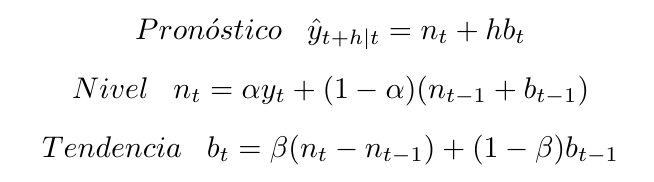 Pronóstico ŷ_{t+h|t} = n_t + hb_t
Nivel n_t = αy_t + (1 − α)(n_{t−1} + b_{t−1})
Tendencia b_t = β(n_t − n_{t−1}) + (1 − β)b_{t−1}